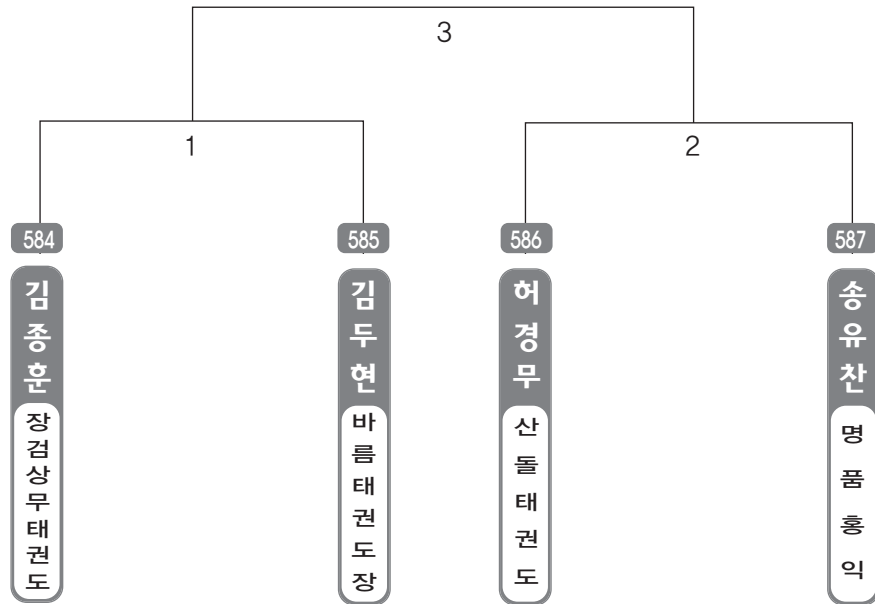 3
1
2
584
585
586
587
김종훈
김두현
허경무
송유찬
장검상무태권도
바름태권도장
산돌태권도
명품홍익